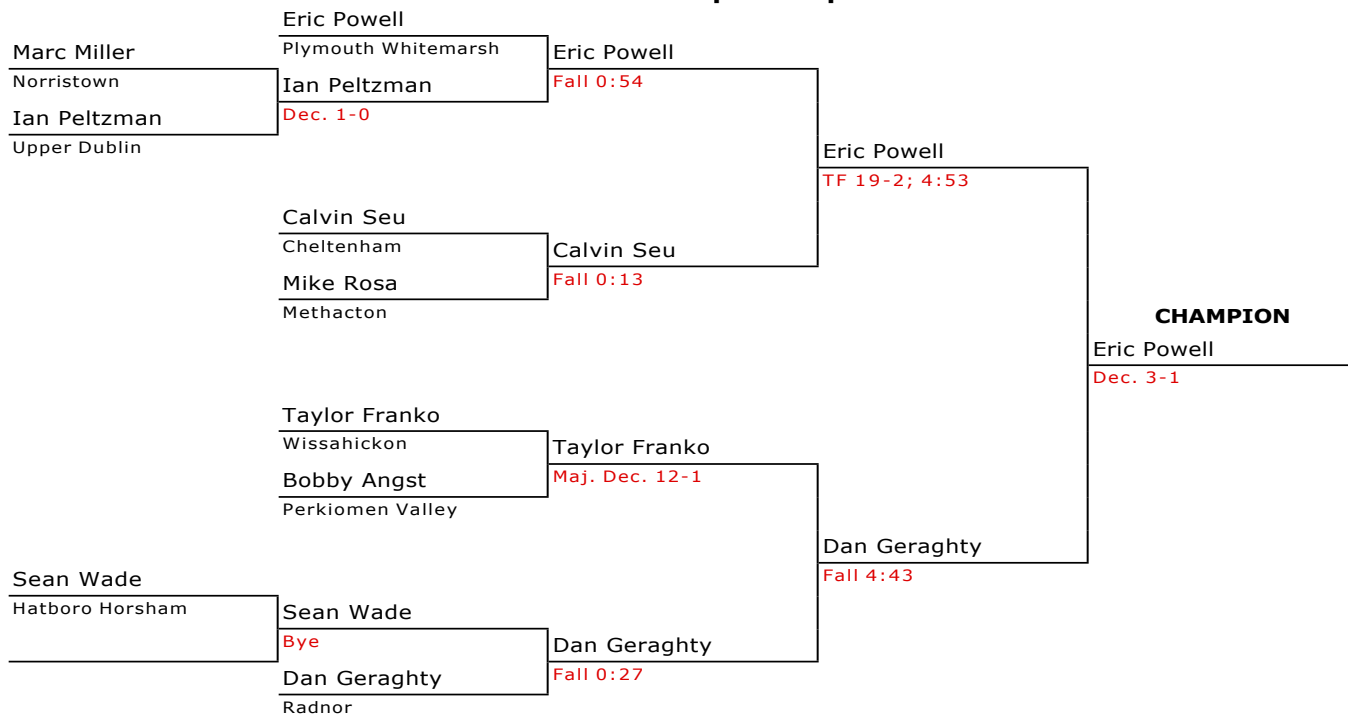 Eric Powell
Marc Miller
Plymouth Whitemarsh
Eric Powell
Norristown
Ian Peltzman
Fall 0:54
Ian Peltzman
Dec. 1-0
Upper Dublin
Eric Powell
TF 19-2; 4:53
Calvin Seu
Cheltenham
Calvin Seu
Mike Rosa
Fall 0:13
Methacton
CHAMPION
Eric Powell
Dec. 3-1
Taylor Franko
Wissahickon
Taylor Franko
Bobby Angst
Maj. Dec. 12-1
Perkiomen Valley
Dan Geraghty
Sean Wade
Fall 4:43
Hatboro Horsham
Sean Wade
Bye
Dan Geraghty
Dan Geraghty
Fall 0:27
Radnor